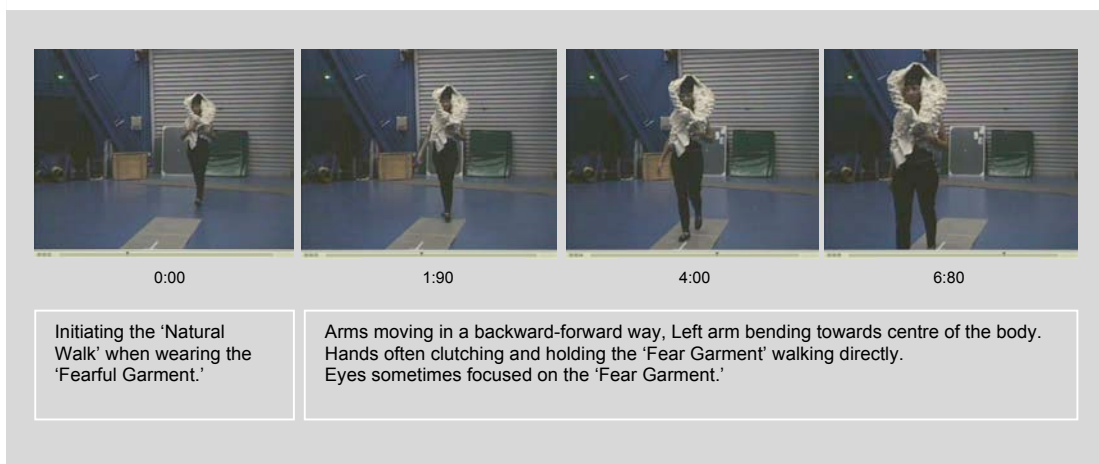 0:00
1:90
4:00
6:80
Initiating the ‘Natural
Walk’ when wearing the
‘Fearful Garment.’
Arms moving in a backward-forward way, Left arm bending towards centre of the body.
Hands often clutching and holding the ‘Fear Garment’ walking directly.
Eyes sometimes focused on the ‘Fear Garment.’